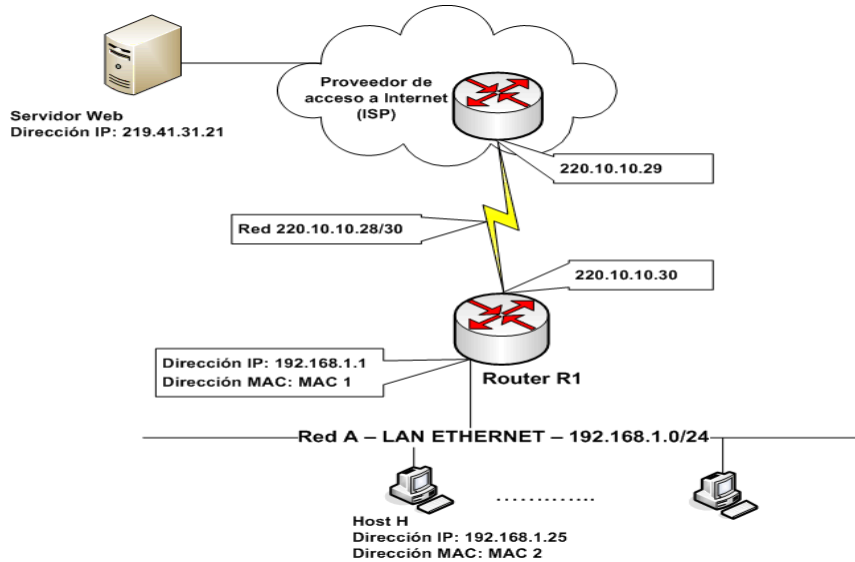 Proveedor de
acceso a Internet
(ISP)
Servidor Web
Dirección IP: 219.41.31.21
220.10.10.29
Red 220.10.10.28/30
220.10.10.30
Dirección IP: 192.168.1.1
Dirección MAC: MAC 1
Router R1
Red A – LAN ETHERNET – 192.168.1.0/24
Host H
Dirección IP: 192.168.1.25
Dirección MAC: MAC 2